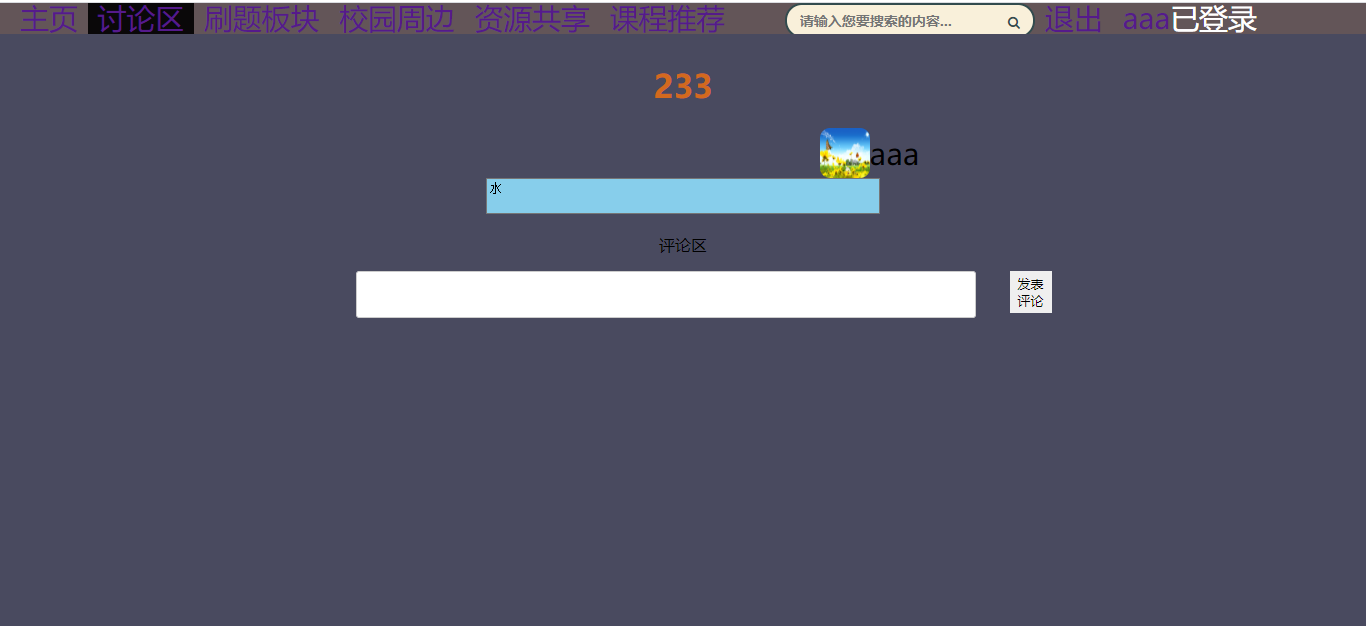 主页 讨论区 刷题板块 校园周边 资源共享 课程推荐 请输入您要搜索的内容... 退出 aaa已登录
233
aaa
水
评论区
发表
评论